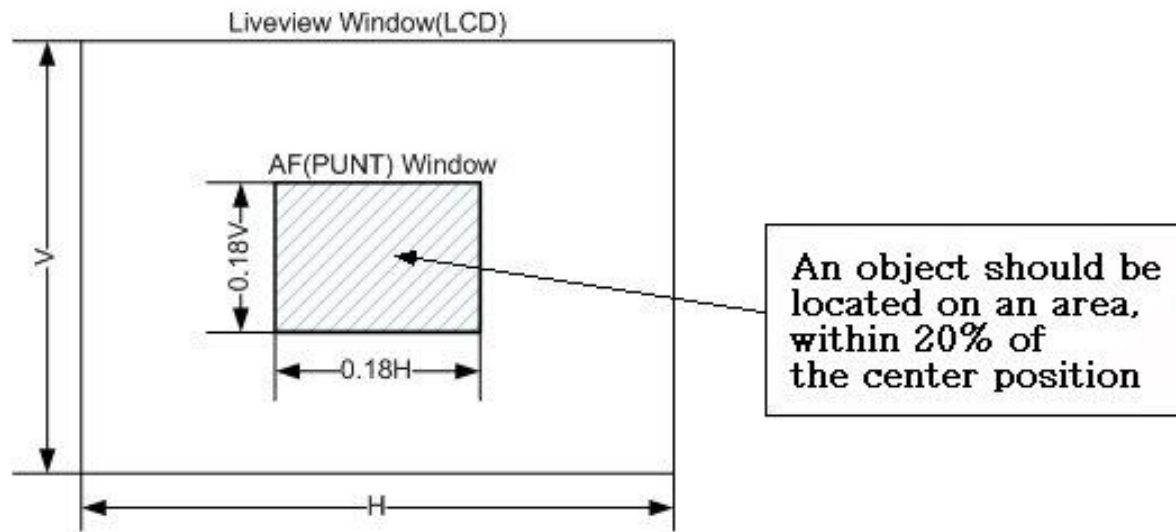 Liveview Window(LCD)
AF(PUNT) Window
V
0.18V
0.18H
H
An object should be
located on an area,
within 20% of
the center position